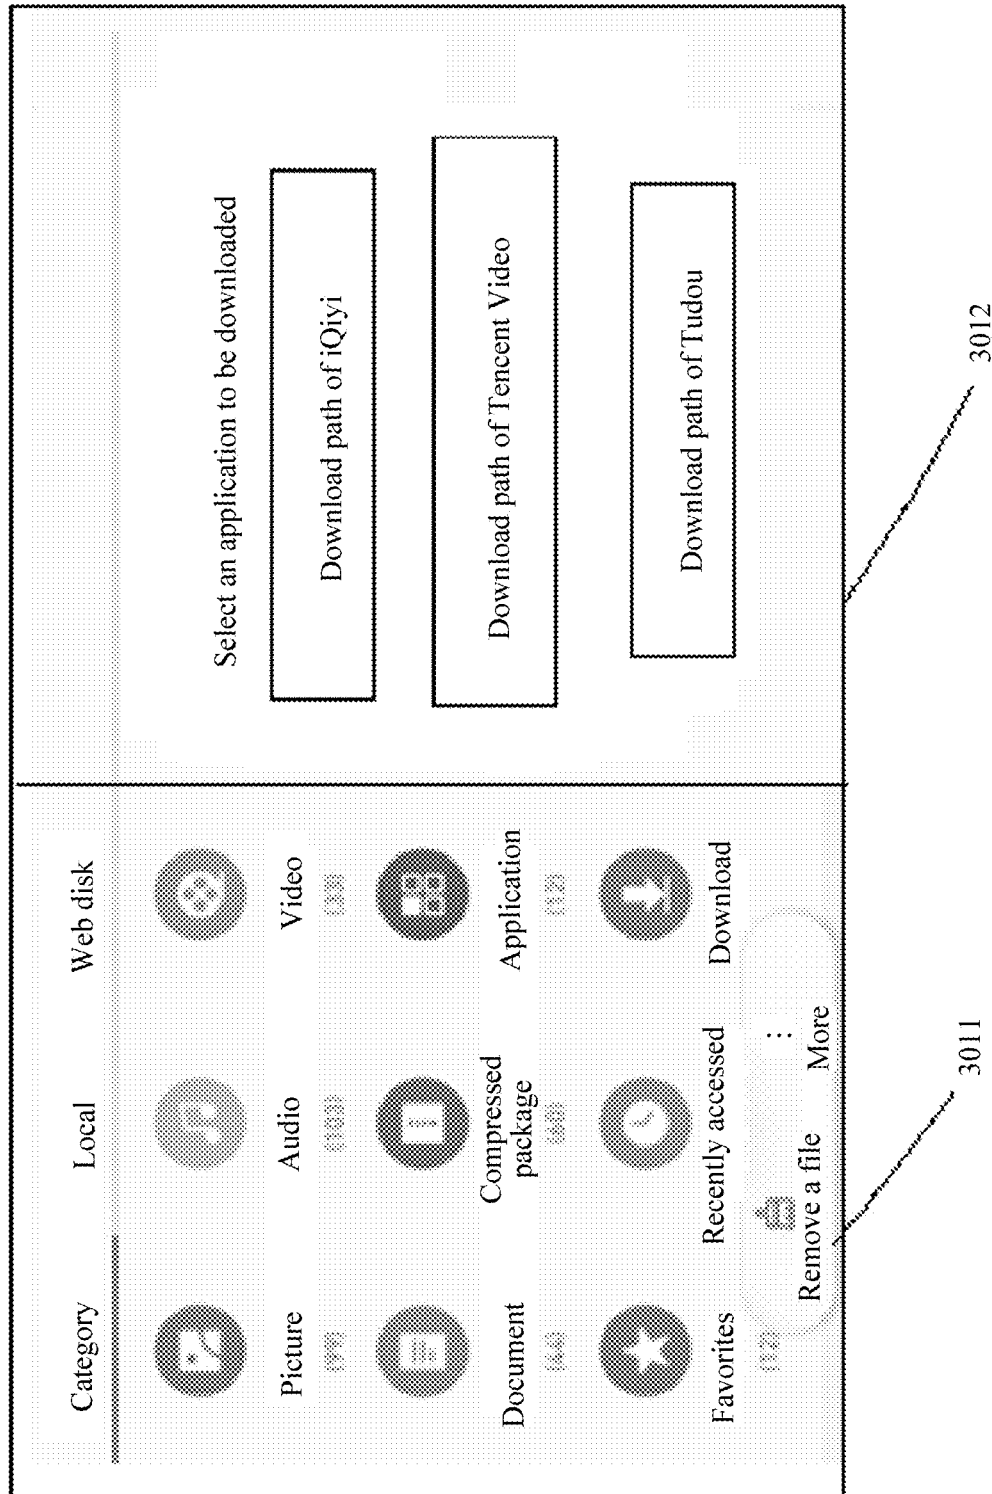 Category
Local
Web disk
Picture
Audio
Video
Document
Compressed
package
Application
Favorites
Recently accessed
Download
Remove a file
More
Select an application to be downloaded
Download path of iQiyi
Download path of Tencent Video
Download path of Tudou
3011
3012